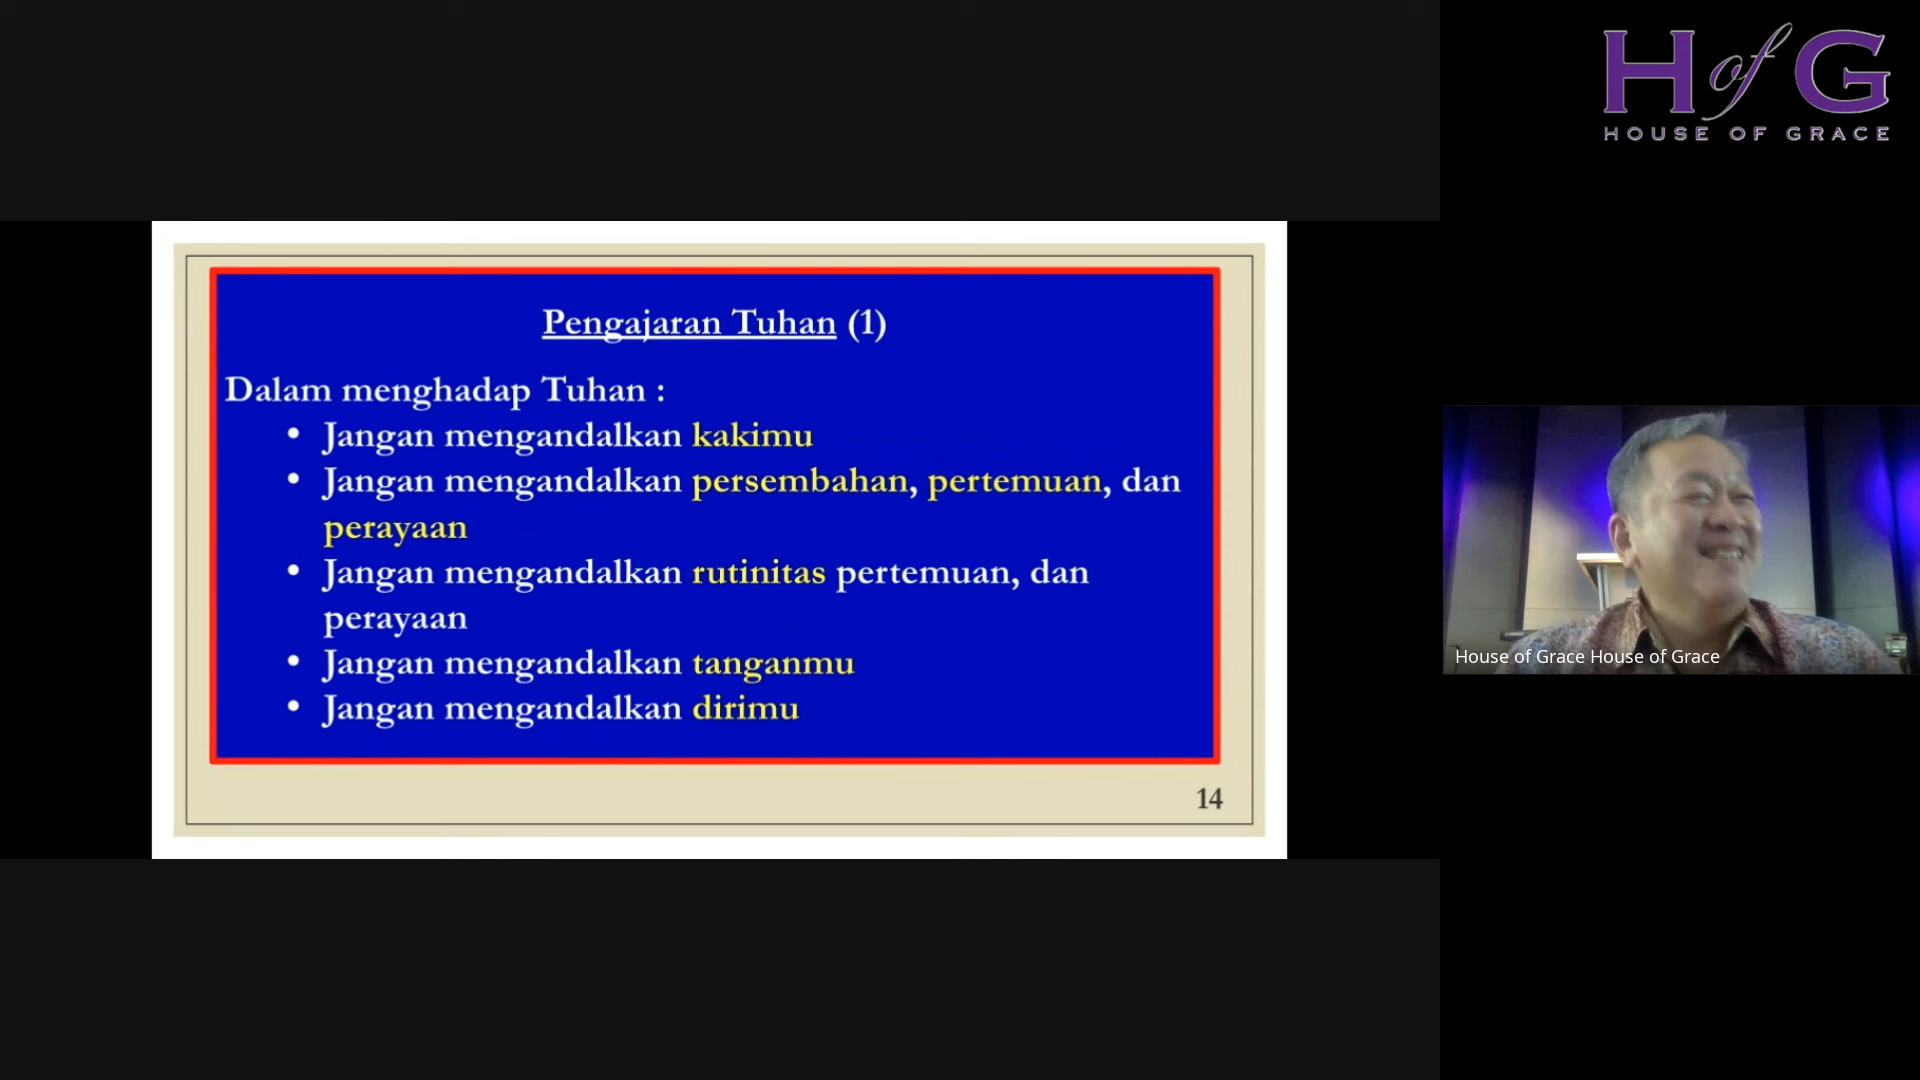 H of G
HOUSE OF GRACE
Pengajaran Tuhan (1)
Dalam menghadap Tuhan :
• Jangan mengandalkan kakimu
• Jangan mengandalkan persembahan, pertemuan, dan
perayaan
• Jangan mengandalkan rutinitas pertemuan, dan
perayaan
• Jangan mengandalkan tanganmu
• Jangan mengandalkan dirimu
14
House of Grace House of Grace